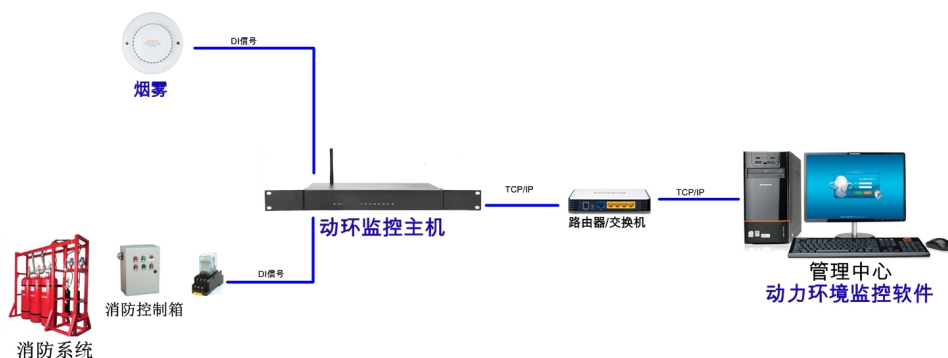 DI信号
烟雾
TCP/IP
TCP/IP
动环监控主机
路由器/交换机
DI信号
管理中心
动力环境监控软件
消防控制箱
消防系统